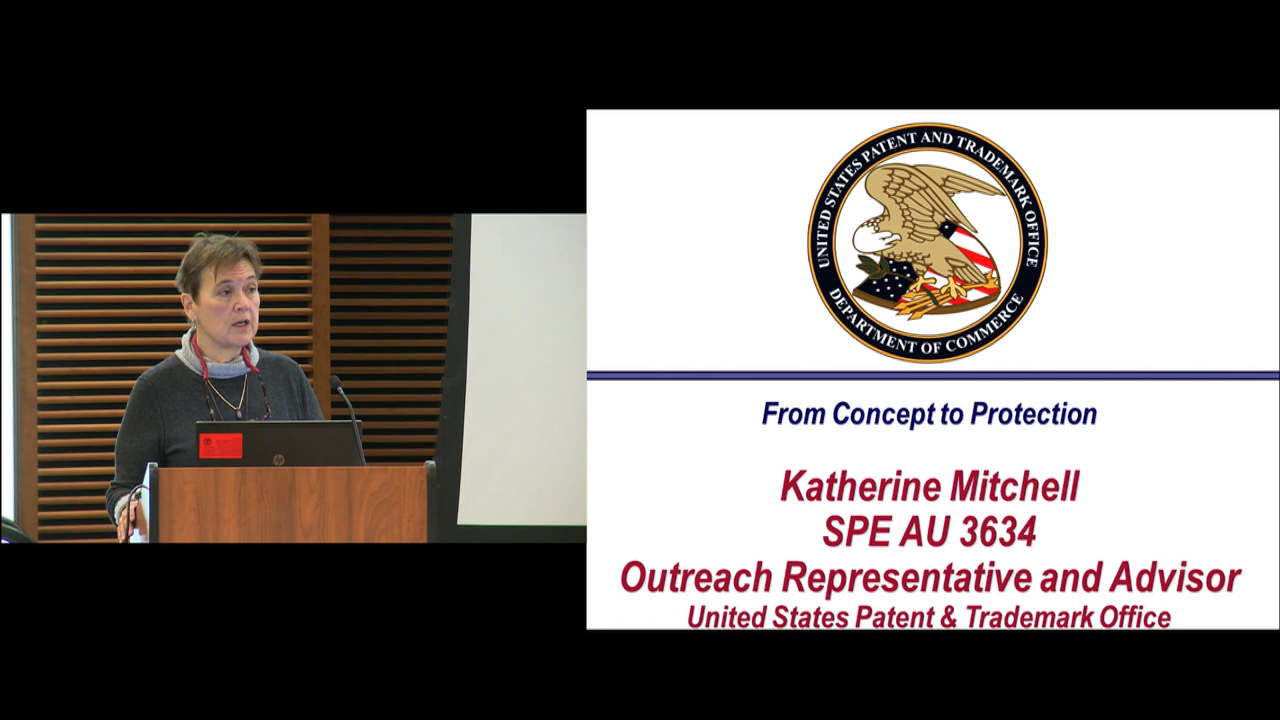 UNITED STATES PATENT AND TRADEMARK OFFICE
DEPARTMENT OF COMMERCE
From Concept to Protection
Katherine Mitchell
SPE AU 3634
Outreach Representative and Advisor
United States Patent & Trademark Office
hp